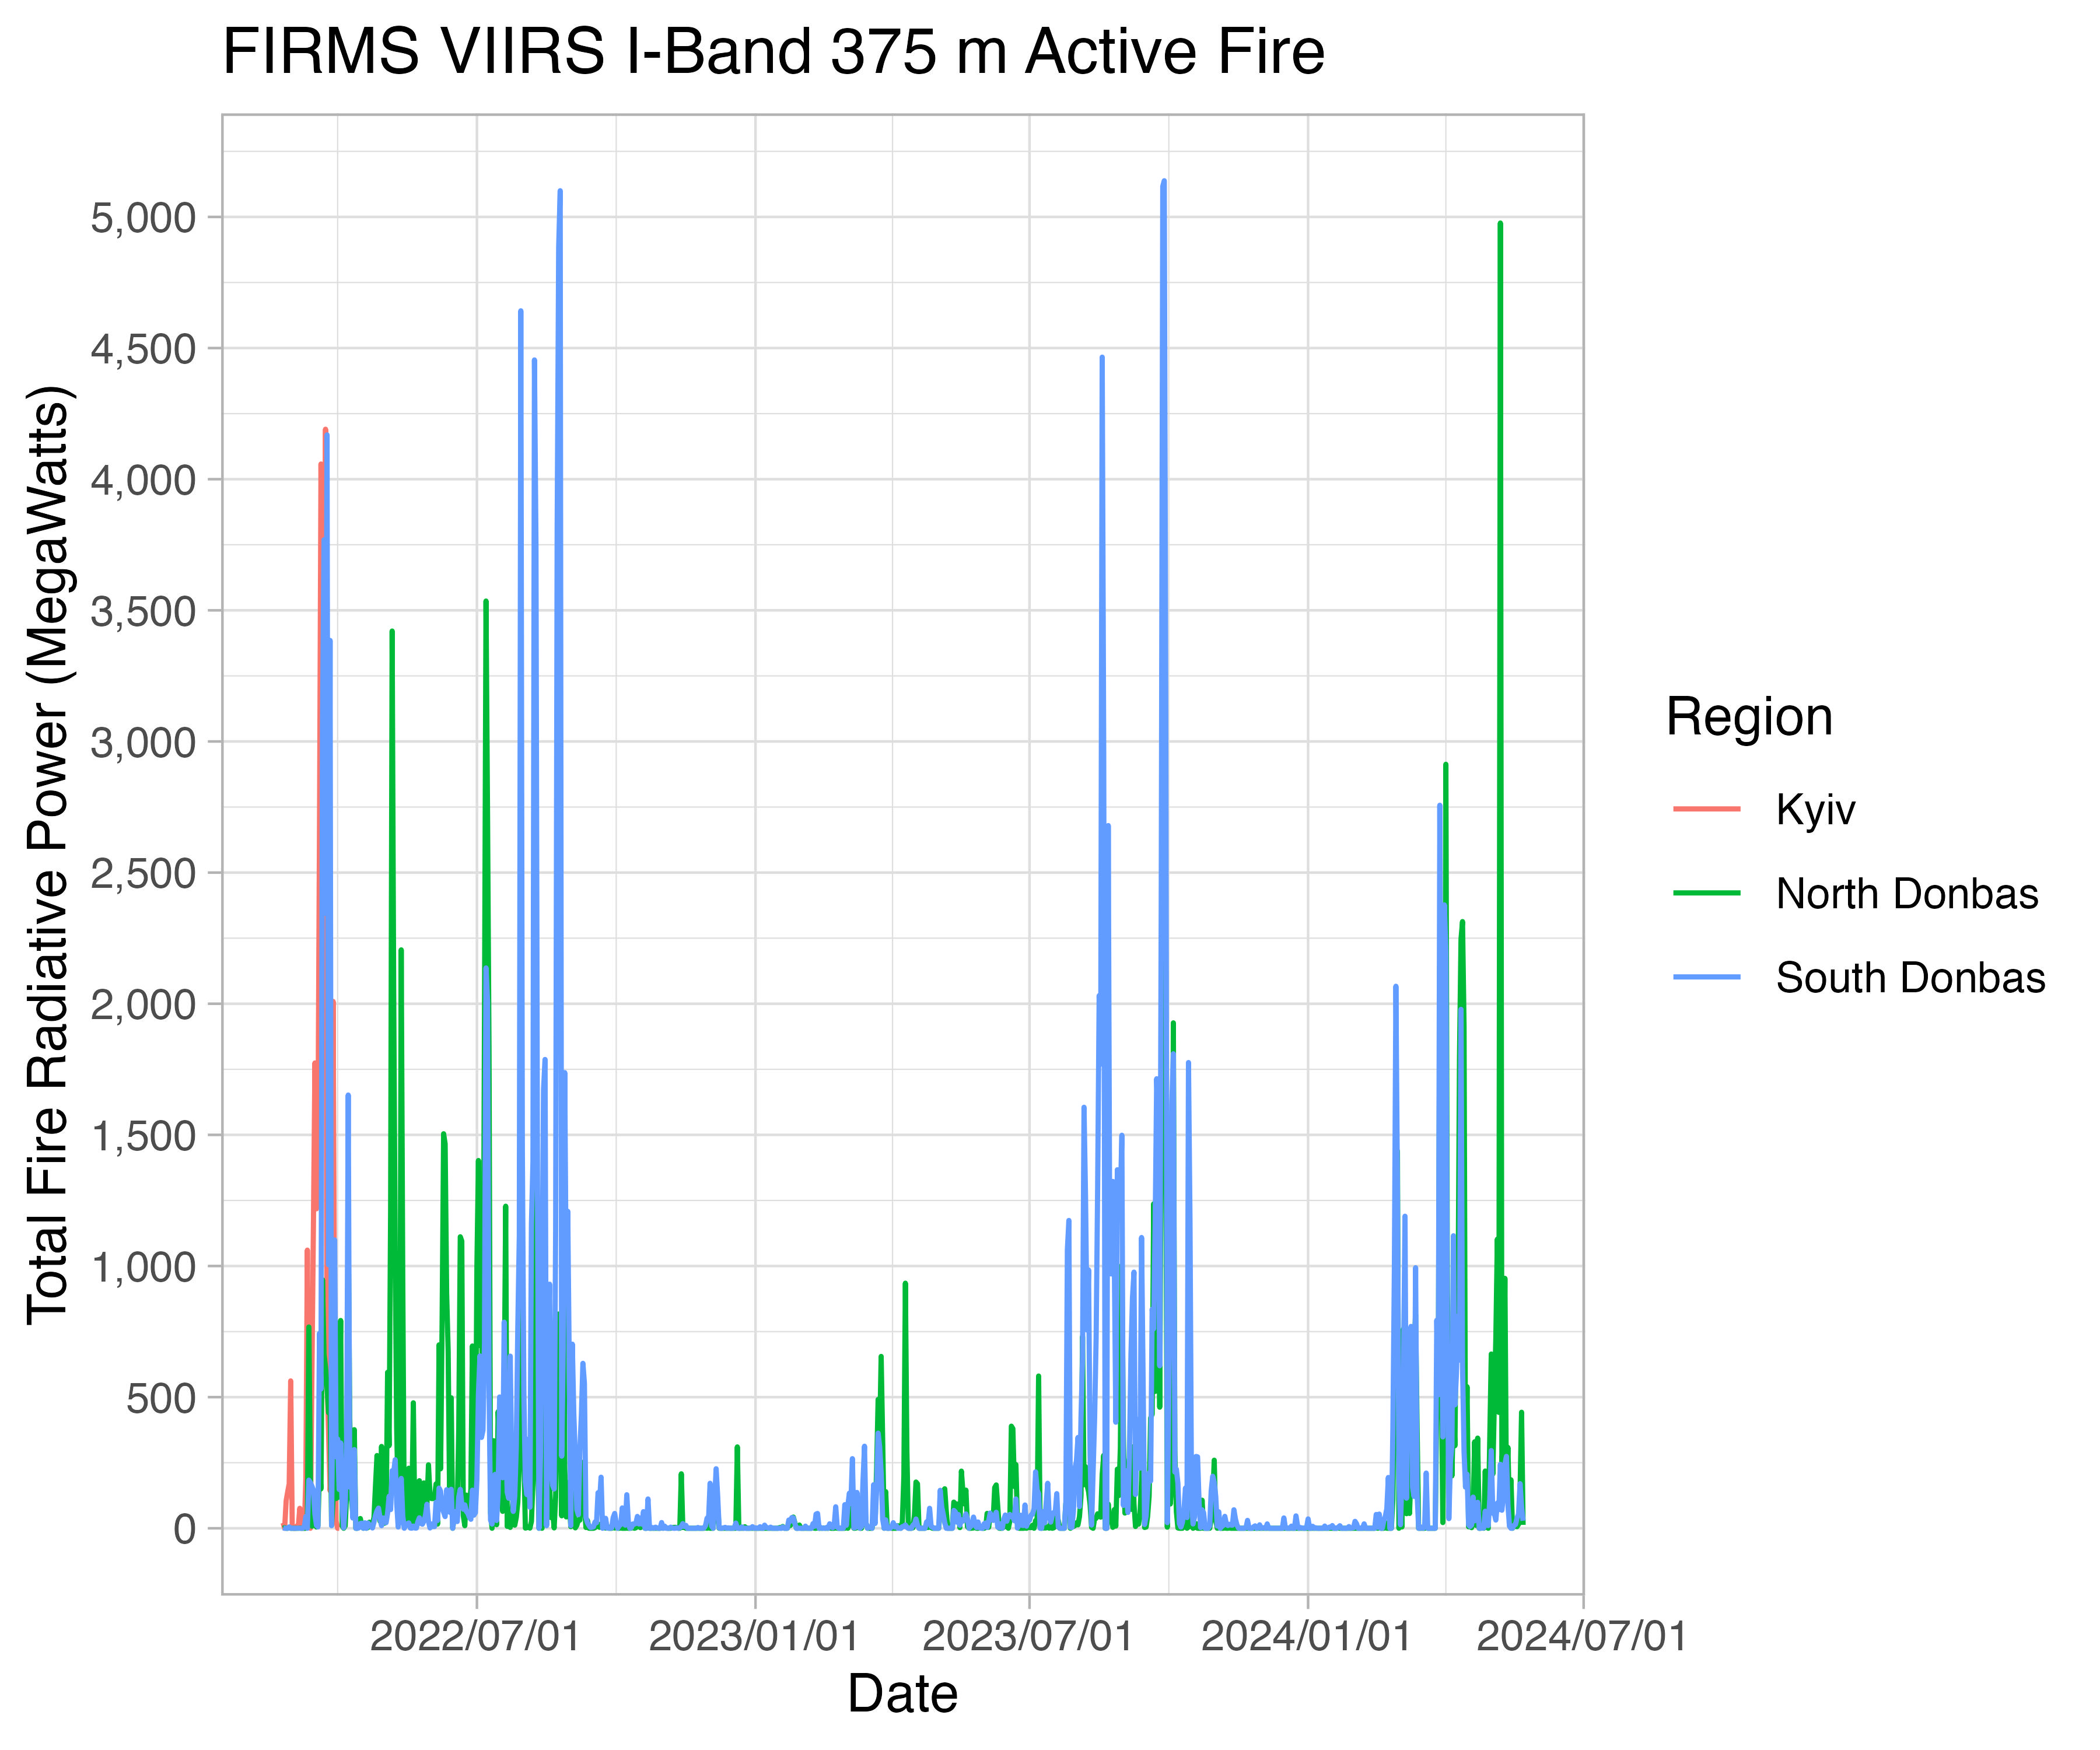 FIRMS VIIRS I-Band 375 m Active Fire
Total Fire Radiative Power (MegaWatts)
5,000
4,500
4,000
3,500
3,000
2,500
2,000
1,500
1,000
500
0
2022/07/01
2023/01/01
2023/07/01
2024/01/01
2024/07/01
Date
Region
Kyiv
North Donbas
South Donbas